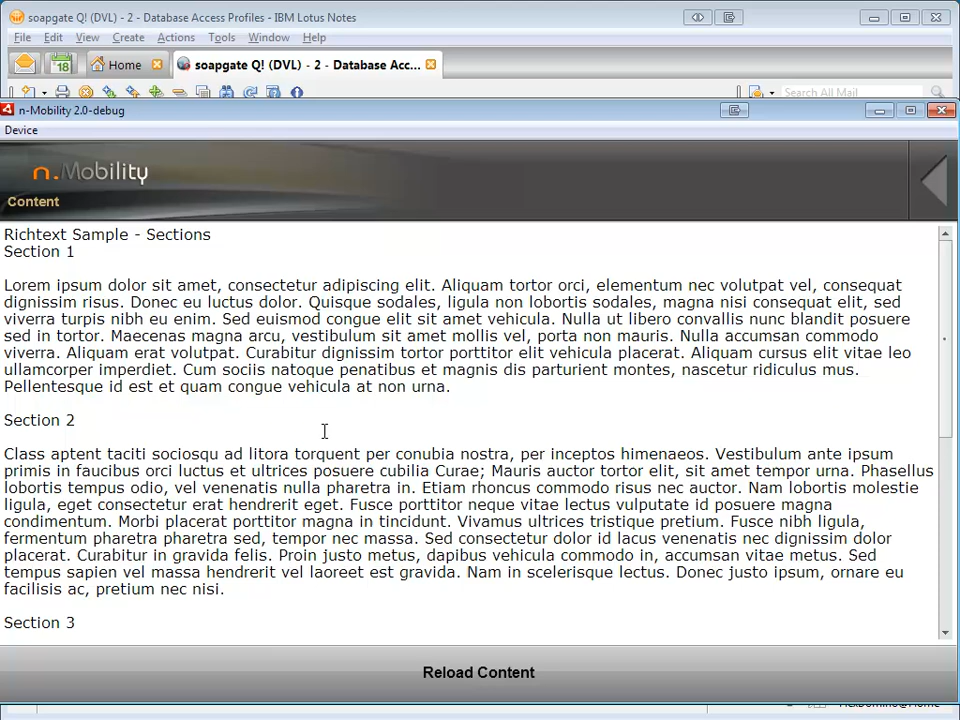 soapgate Q! (DVL) - 2 - Database Access Profiles - IBM Lotus Notes
File Edit View Create Actions Tools Window Help
18 Home soapgate Q! (DVL) - 2 - Database Acc...
Search All Mail
n-Mobility 2.0-debug
Device
n.Mobility
Content
Richtext Sample - Sections
Section 1
Lorem ipsum dolor sit amet, consectetur adipiscing elit. Aliquam tortor orci, elementum nec volutpat vel, consequat
dignissim risus. Donec eu luctus dolor. Quisque sodales, ligula non lobortis sodales, magna nisi consequat elit, sed
viverra turpis nibh eu enim. Sed euismod congue elit sit amet vehicula. Nulla ut libero convallis nunc blandit posuere
sed in tortor. Maecenas magna arcu, vestibulum sit amet mollis vel, porta non mauris. Nulla accumsan commodo
viverra. Aliquam erat volutpat. Curabitur dignissim tortor porttitor elit vehicula placerat. Aliquam cursus elit vitae leo
ullamcorper imperdiet. Cum sociis natoque penatibus et magnis dis parturient montes, nascetur ridiculus mus.
Pellentesque id est et quam congue vehicula at non urna.
Section 2
Class aptent taciti sociosqu ad litora torquent per conubia nostra, per inceptos himenaeos. Vestibulum ante ipsum
primis in faucibus orci luctus et ultrices posuere cubilia Curae; Mauris auctor tortor elit, sit amet tempor urna. Phasellus
lobortis tempus odio, vel venenatis nulla pharetra in. Etiam rhoncus commodo risus nec auctor. Nam lobortis molestie
ligula, eget consectetur erat hendrerit eget. Fusce porttitor neque vitae lectus vulputate id posuere magna
condimentum. Morbi placerat porttitor magna in tincidunt. Vivamus ultrices tristique pretium. Fusce nibh ligula,
fermentum pharetra pharetra sed, tempor nec massa. Sed consectetur dolor id lacus venenatis nec dignissim dolor
placerat. Curabitur in gravida felis. Proin justo metus, dapibus vehicula commodo in, accumsan vitae metus. Sed
tempus sapien vel massa hendrerit vel laoreet est gravida. Nam in scelerisque lectus. Donec justo ipsum, ornare eu
facilisis ac, pretium nec nisi.
Section 3
Reload Content